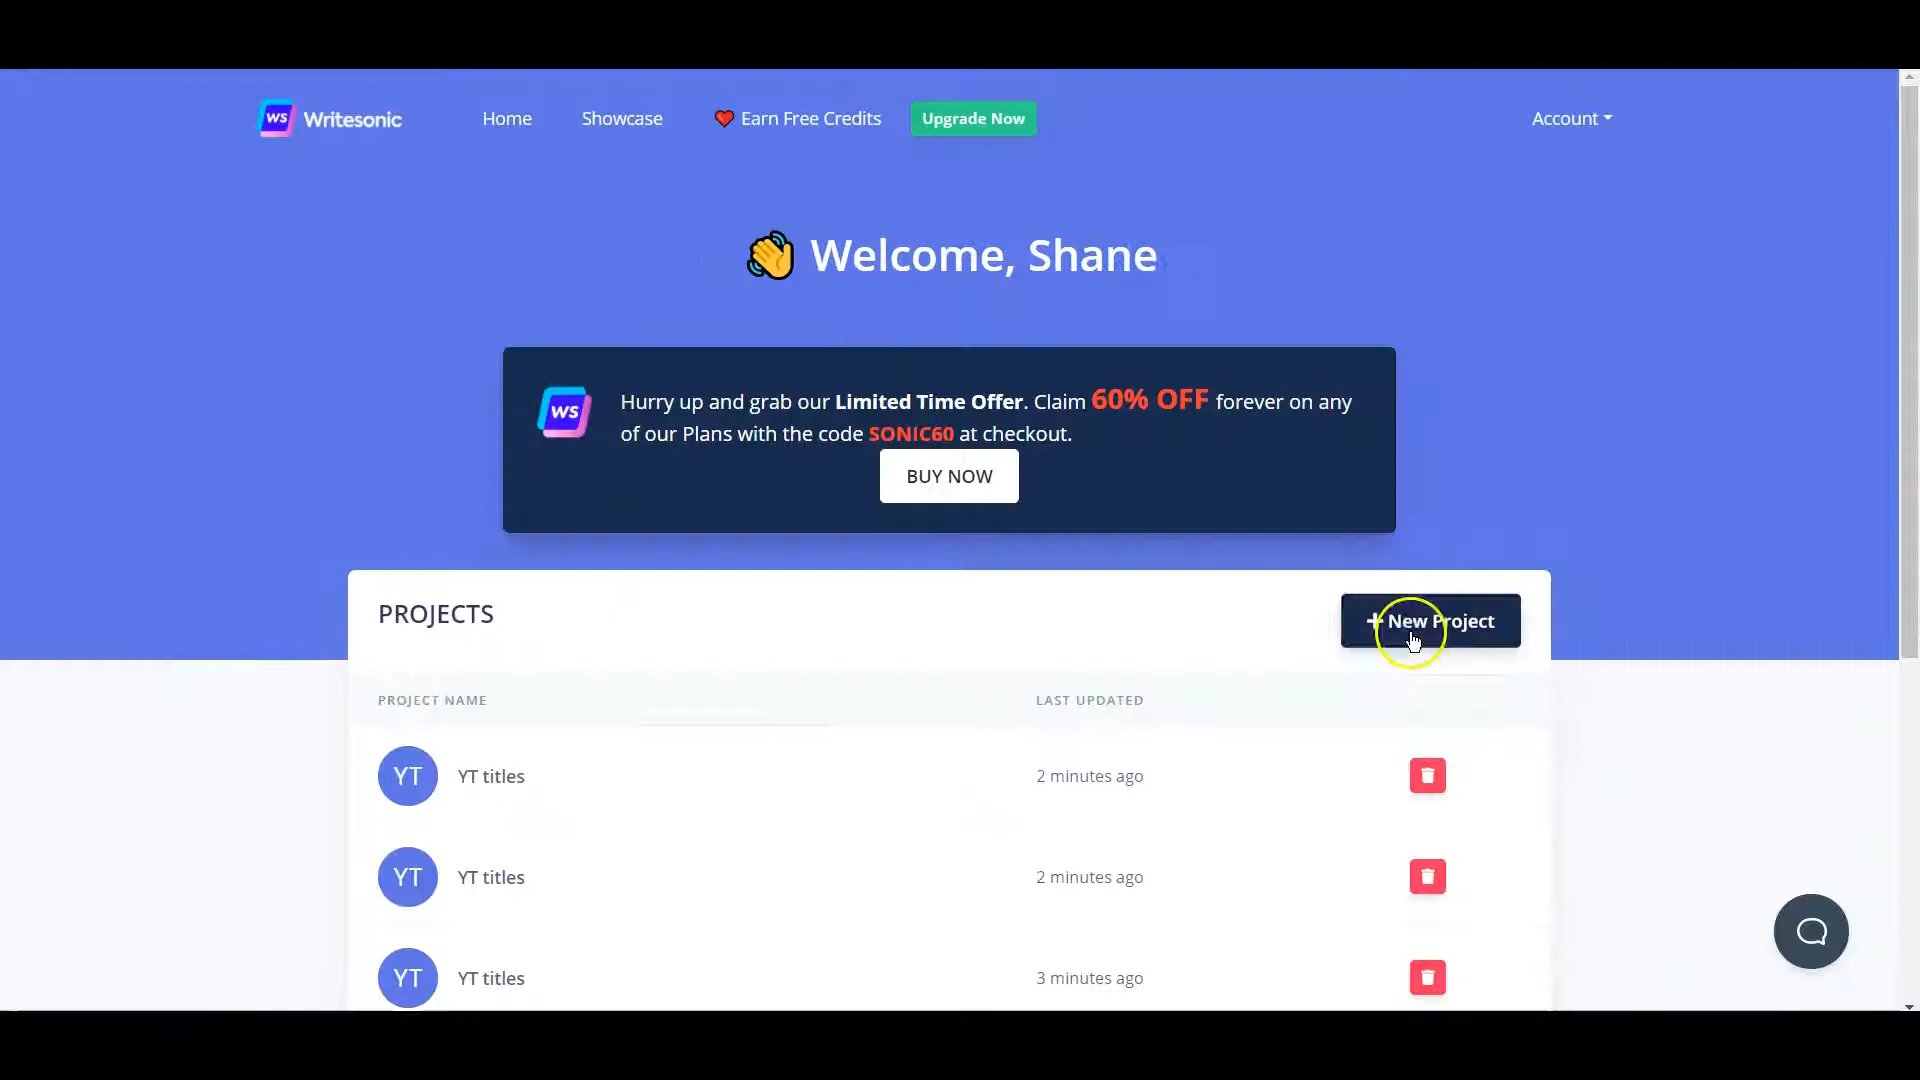 WS Writesonic Home Showcase Earn Free Credits Upgrade Now Account
Welcome, Shane
WS
Hurry up and grab our Limited Time Offer. Claim 60% OFF forever on any
of our Plans with the code SONIC60 at checkout.
BUY NOW
PROJECTS
+ New Project
PROJECT NAME LAST UPDATED
YT YT titles 2 minutes ago
YT YT titles 2 minutes ago
YT YT titles 3 minutes ago